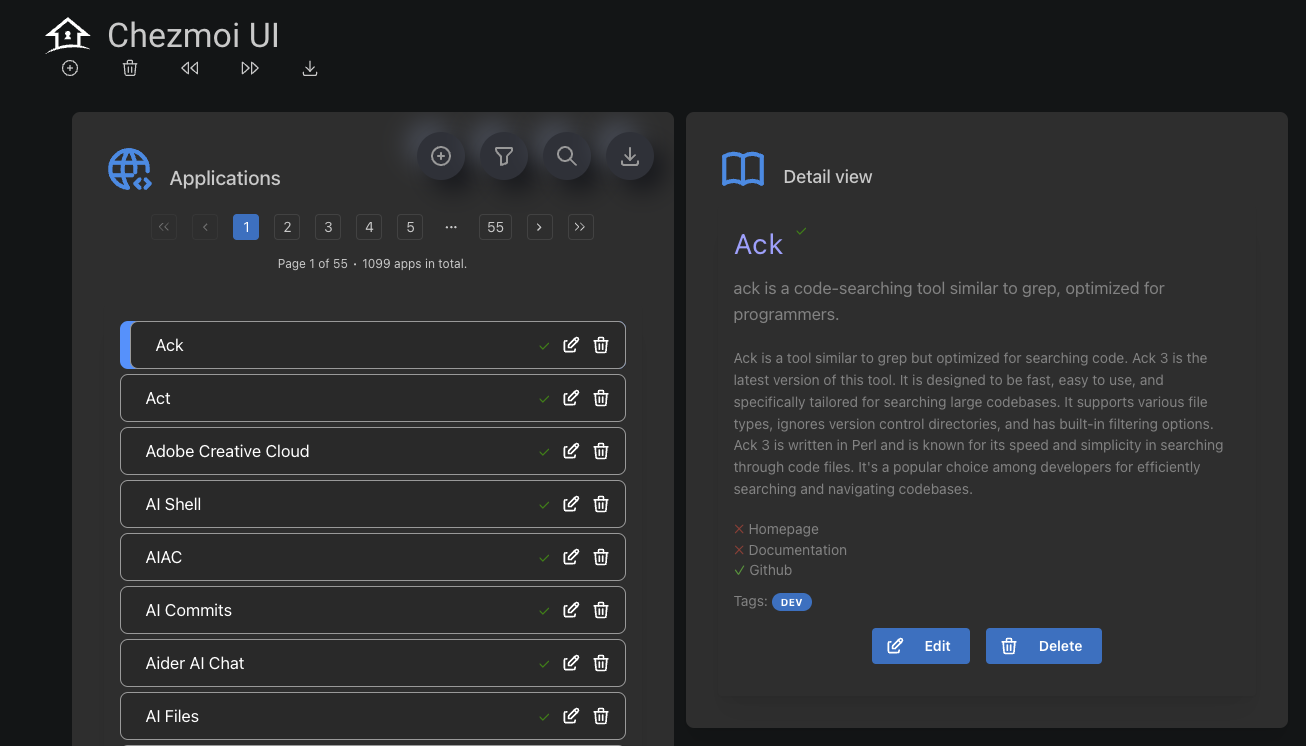 Chezmoi UI
Applications
1 2 3 4 5 ••• 55
Page 1 of 55 • 1099 apps in total.
Ack
Act
Adobe Creative Cloud
AI Shell
AIAC
AI Commits
Aider AI Chat
AI Files
Detail view
Ack
ack is a code-searching tool similar to grep, optimized for
programmers.
Ack is a tool similar to grep but optimized for searching code. Ack 3 is the
latest version of this tool. It is designed to be fast, easy to use, and
specifically tailored for searching large codebases. It supports various file
types, ignores version control directories, and has built-in filtering options.
Ack 3 is written in Perl and is known for its speed and simplicity in searching
through code files. It's a popular choice among developers for efficiently
searching and navigating codebases.
Homepage
Documentation
Github
Tags: DEV
Edit Delete